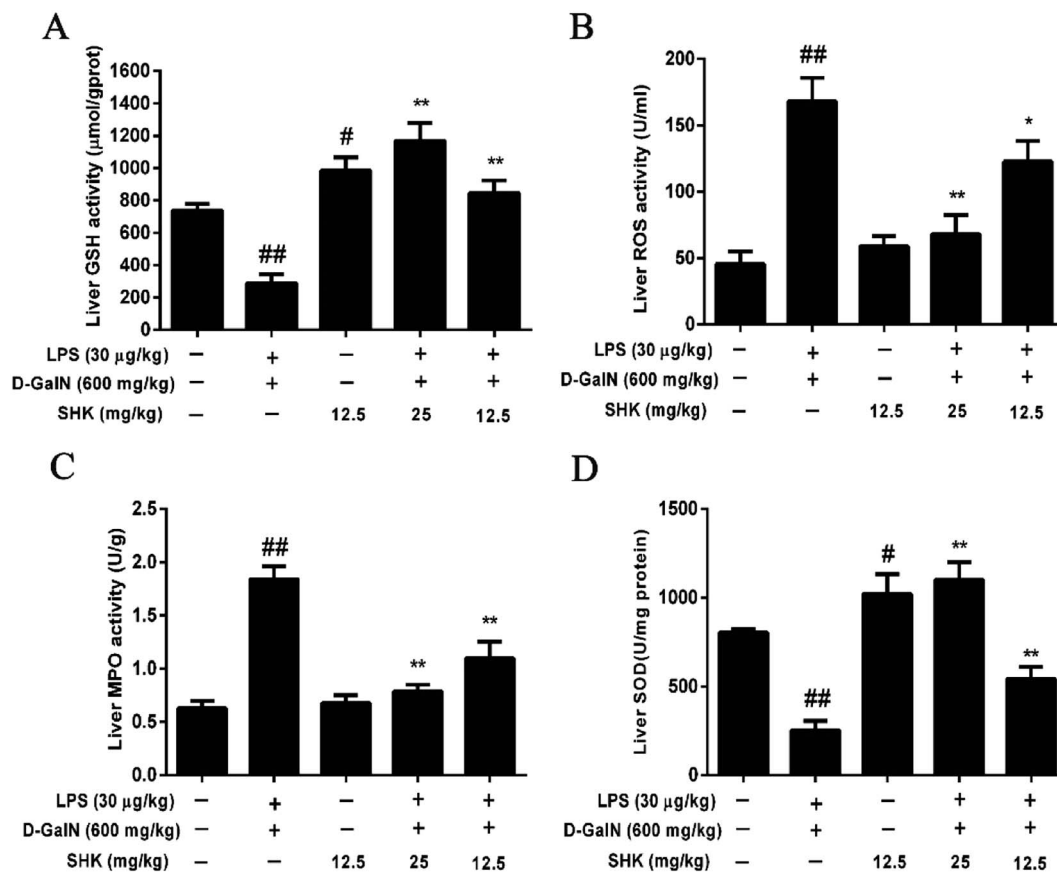 A
Liver GSH activity (μmol/gprot)
1600
1400
1200
1000
800
600
400
200
0
##
#
**
**
LPS (30 μg/kg) – + – + +
D-GalN (600 mg/kg) – + – + +
SHK (mg/kg) – – 12.5 25 12.5
B
Liver ROS activity (U/ml)
200
150
100
50
0
##
**
*
LPS (30 μg/kg) – + – + +
D-GalN (600 mg/kg) – + – + +
SHK (mg/kg) – – 12.5 25 12.5
C
Liver MPO activity (U/g)
2.5
2.0
1.5
1.0
0.5
0.0
##
**
**
LPS (30 μg/kg) – + – + +
D-GalN (600 mg/kg) – + – + +
SHK (mg/kg) – – 12.5 25 12.5
D
Liver SOD(U/mg protein)
1500
1000
500
0
##
#
**
**
LPS (30 μg/kg) – + – + +
D-GalN (600 mg/kg) – + – + +
SHK (mg/kg) – – 12.5 25 12.5